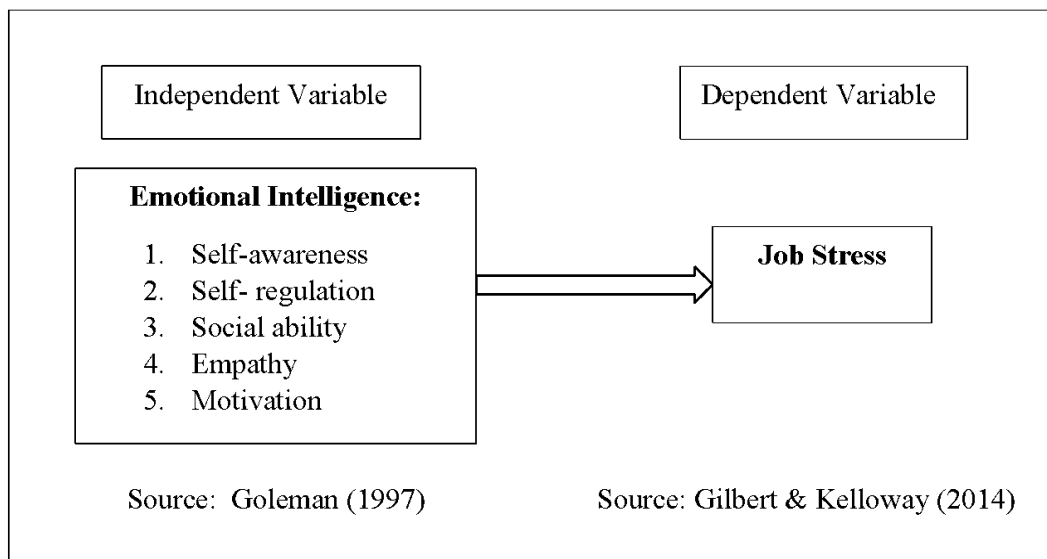 Independent Variable
Dependent Variable
Emotional Intelligence:
1. Self-awareness
2. Self- regulation
3. Social ability
4. Empathy
5. Motivation
Job Stress
Source: Goleman (1997)
Source: Gilbert & Kelloway (2014)